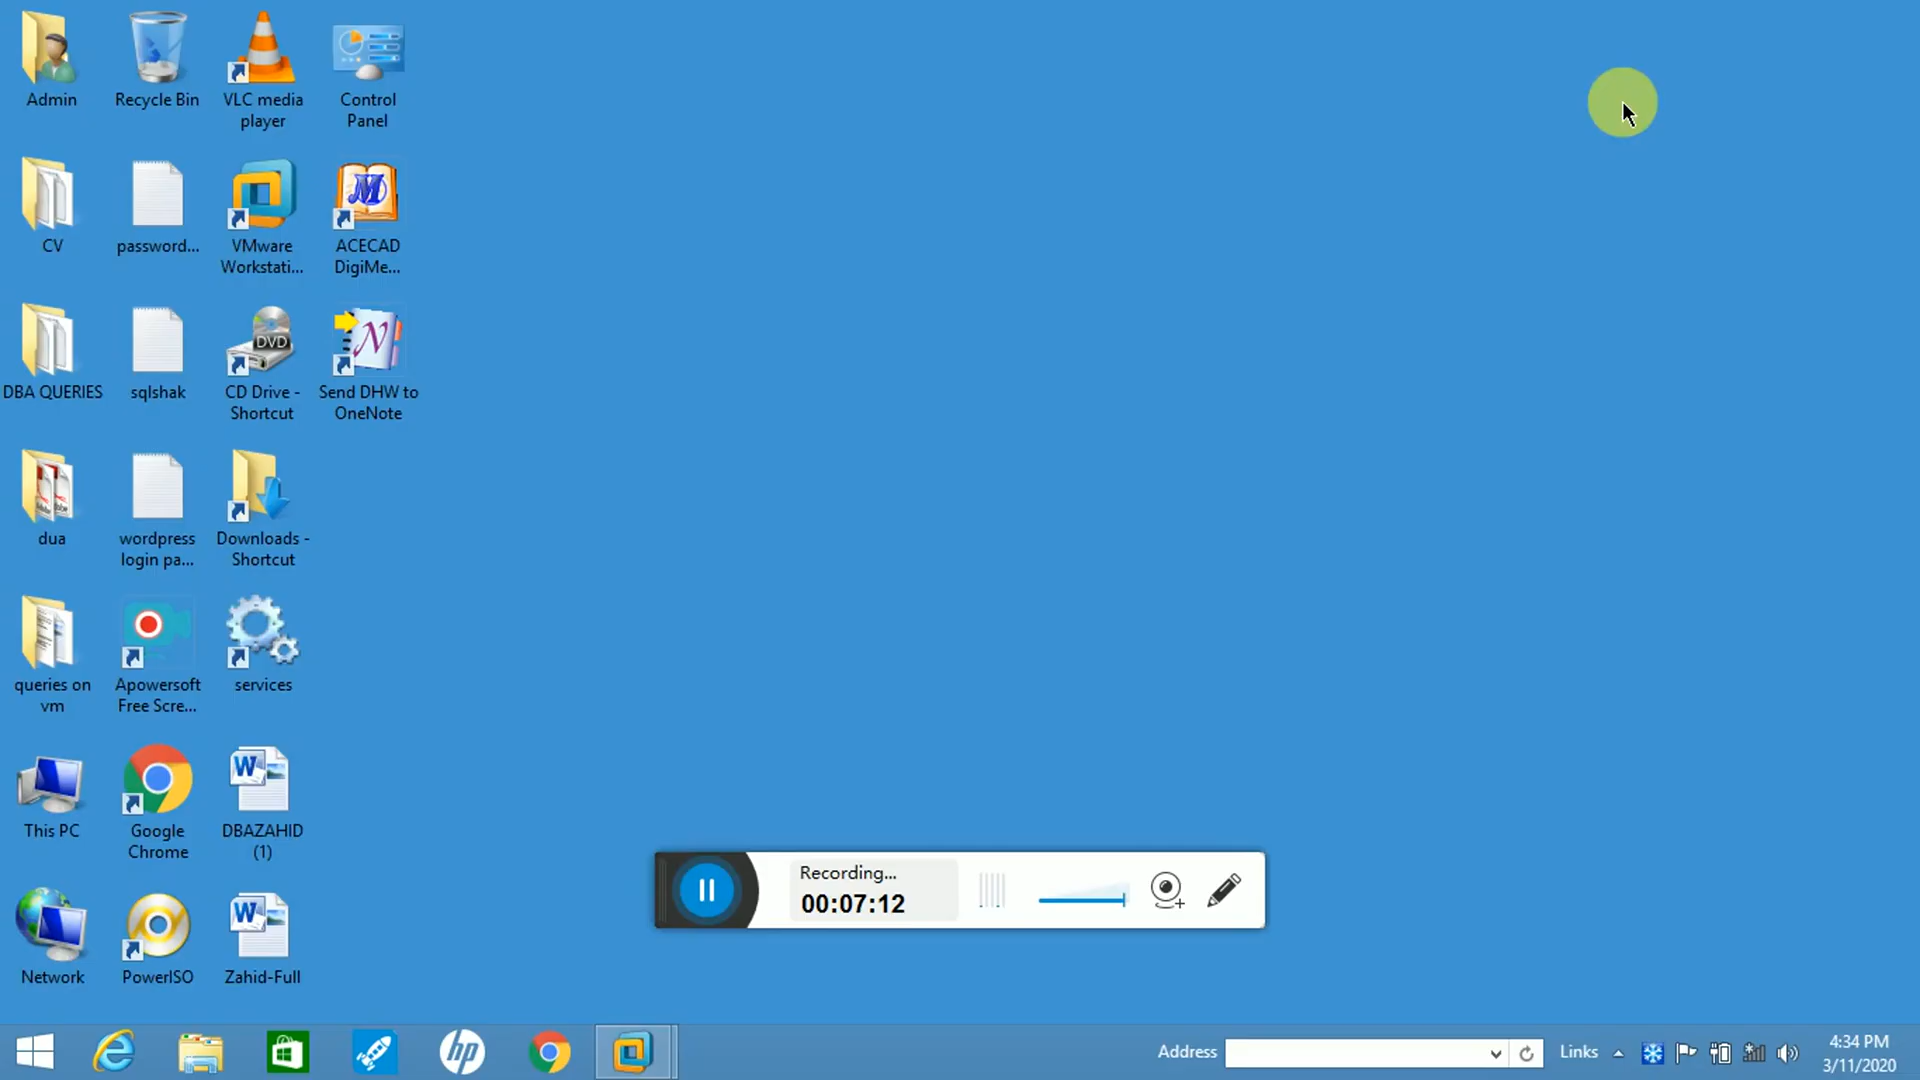 Admin
Recycle Bin
VLC media
player
Control
Panel
CV
password...
VMware
Workstati...
ACECAD
DigiMe...
DBA QUERIES
sqlshak
DVD
CD Drive -
Shortcut
Send DHW to
OneNote
dua
wordpress
login pa...
Downloads -
Shortcut
queries on
vm
Apowersoft
Free Scre...
services
This PC
Google
Chrome
DBAZAHID
(1)
Network
PowerISO
Zahid-Full
Recording...
00:07:12
Address
Links
4:34 PM
3/11/2020